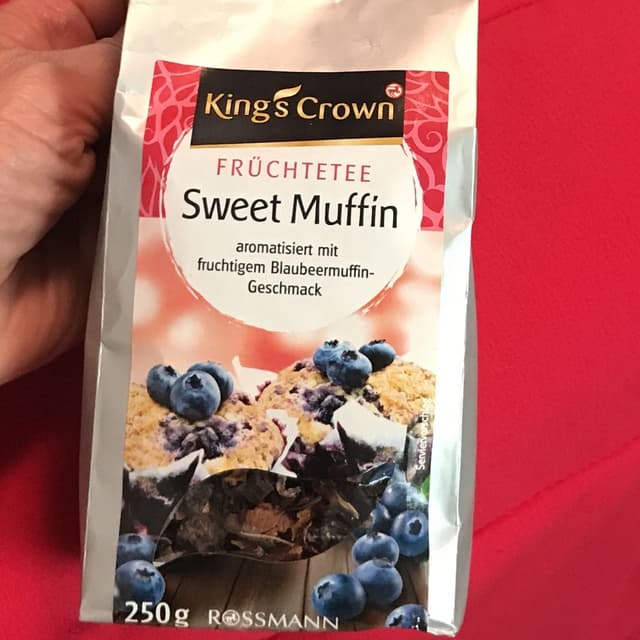 King's Crown
FRÜCHTETEE
Sweet Muffin
aromatisiert mit
fruchtigem Blaubeermuffin-
Geschmack
250g ROSSMANN